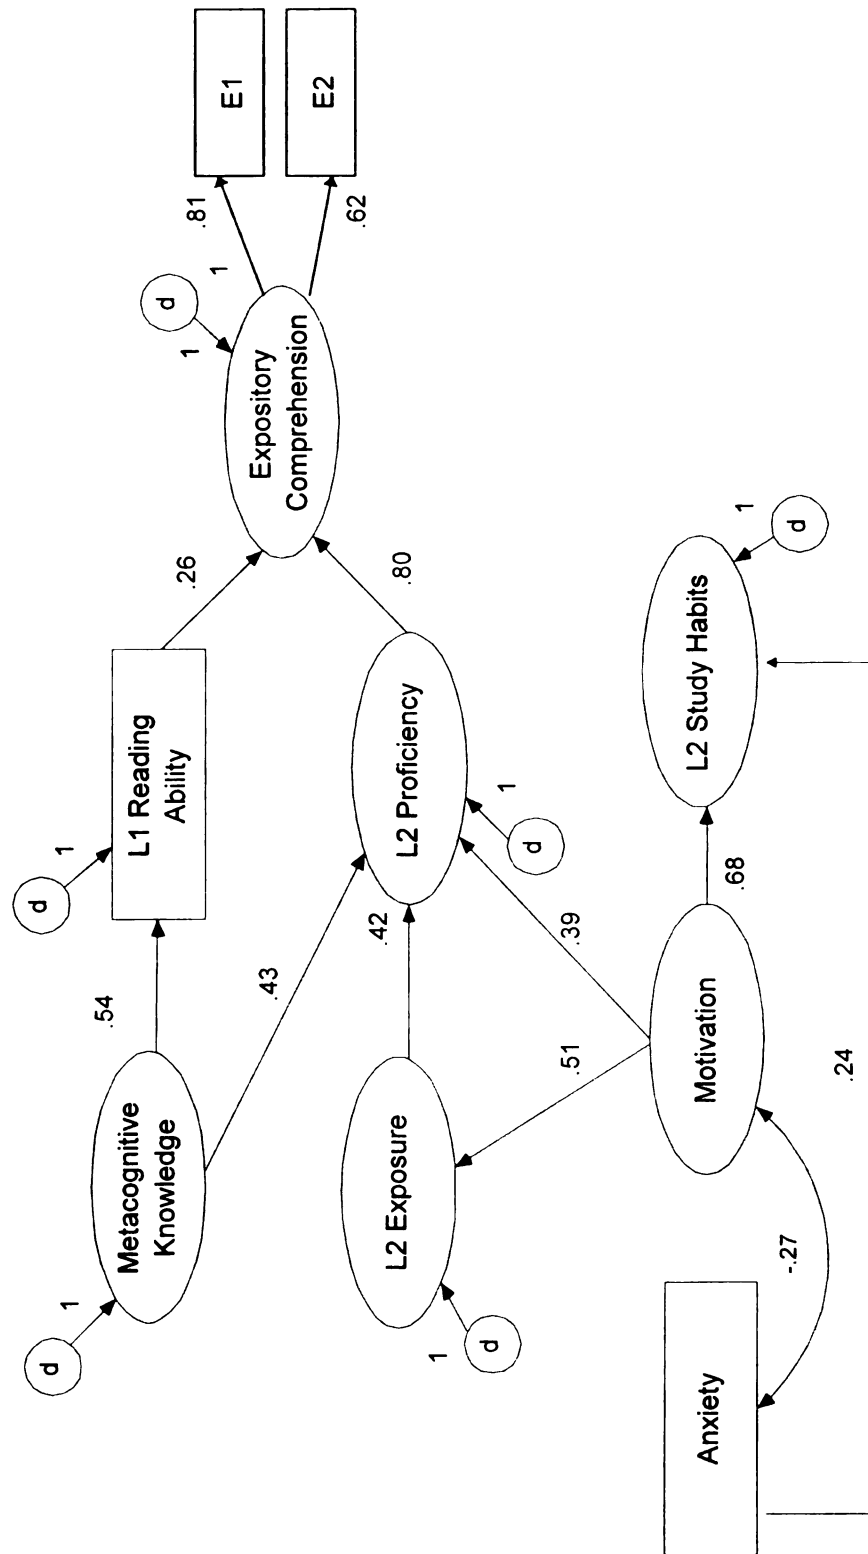 d
1
Metacognitive
Knowledge
.54
d
1
L1 Reading
Ability
.26
1
d
1
Expository
Comprehension
.81
E1
.62
E2
.43
d
1
L2 Exposure
.42
L2 Proficiency
.80
1
d
.51
.39
Anxiety
-.27
Motivation
.68
L2 Study Habits
1
d
.24